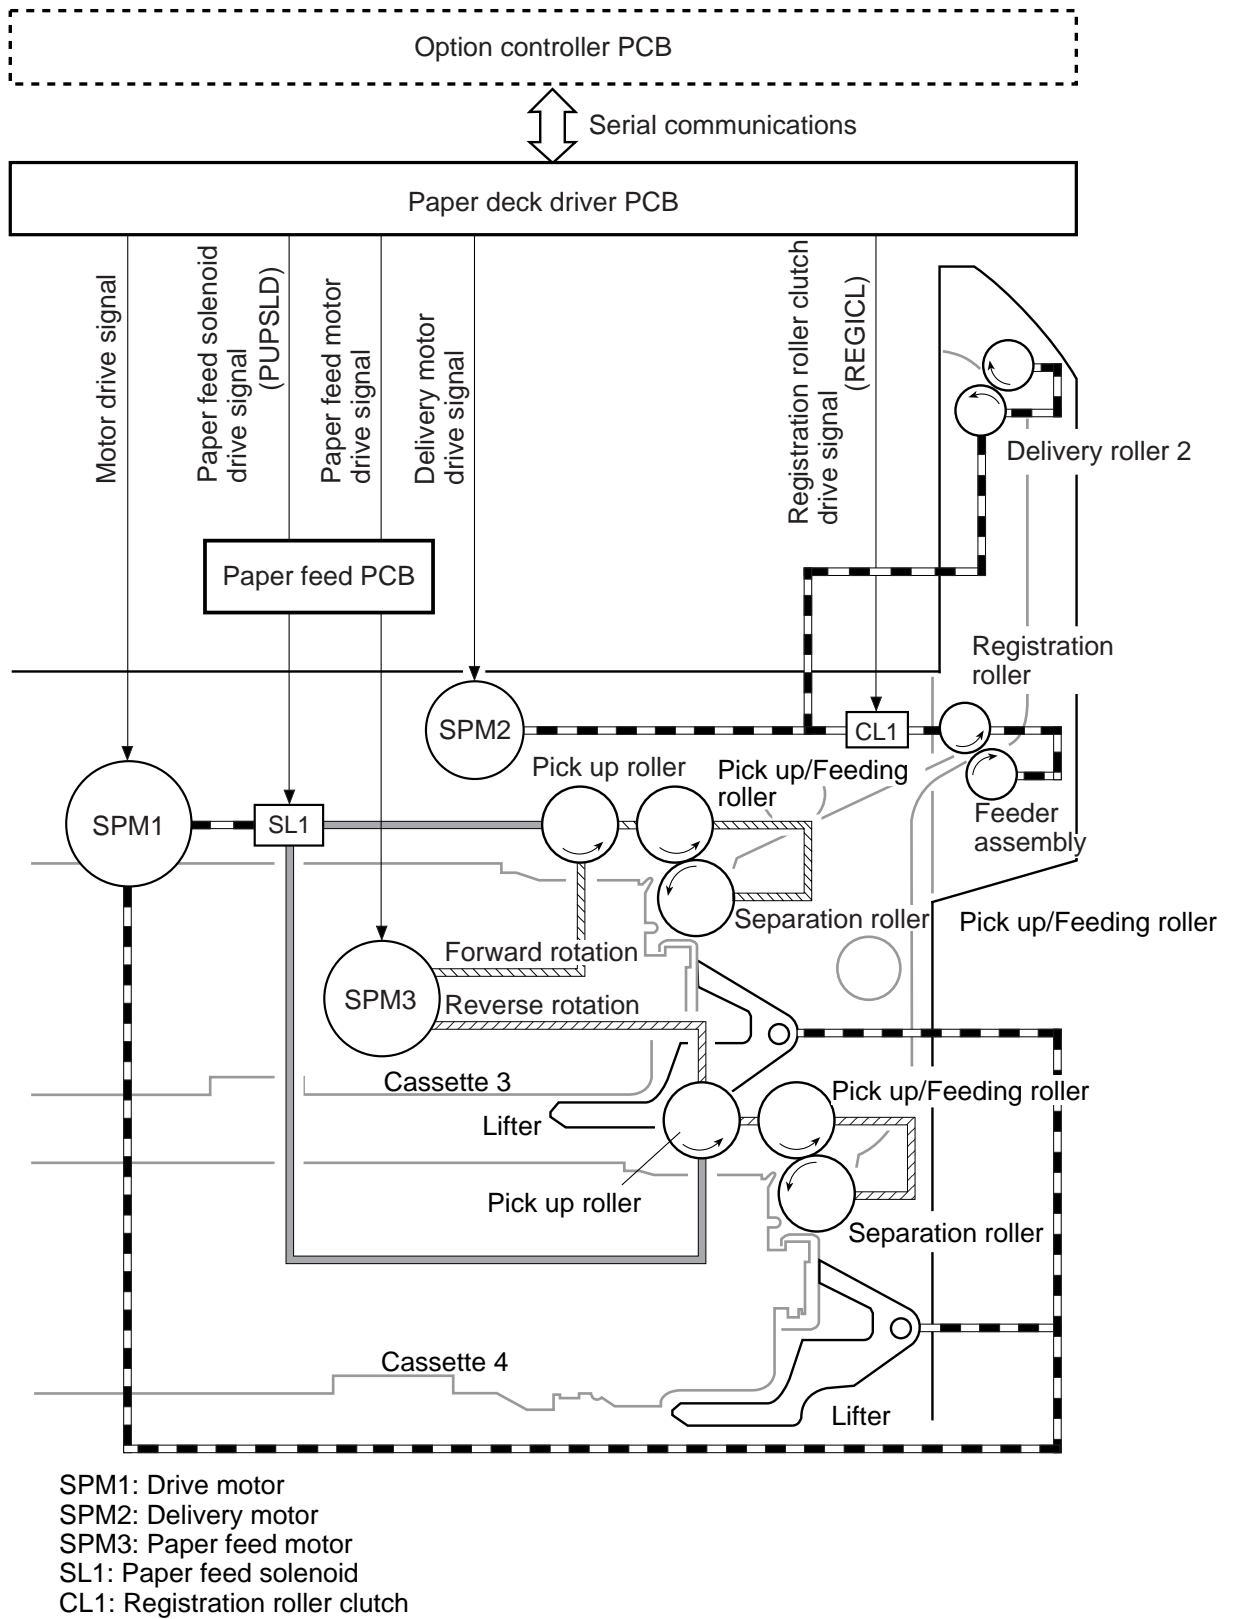 Option controller PCB
Serial communications
Paper deck driver PCB
Motor drive signal
Paper feed solenoid
drive signal
(PUPSLD)
Paper feed motor
drive signal
Delivery motor
drive signal
Registration roller clutch
drive signal
(REGICL)
Delivery roller 2
Paper feed PCB
Registration
roller
SPM2
CL1
Pick up roller
Pick up/Feeding
roller
SPM1
SL1
Feeder
assembly
Separation roller
Pick up/Feeding roller
Forward rotation
SPM3
Reverse rotation
Cassette 3
Pick up/Feeding roller
Lifter
Pick up roller
Separation roller
Cassette 4
Lifter
SPM1: Drive motor
SPM2: Delivery motor
SPM3: Paper feed motor
SL1: Paper feed solenoid
CL1: Registration roller clutch